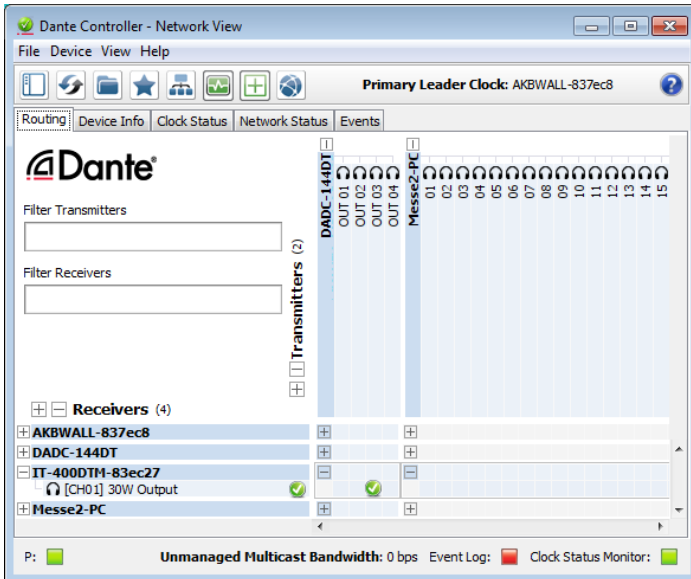 Dante Controller - Network View
File Device View Help
Primary Leader Clock: AKBWALL-837ec8
Routing Device Info Clock Status Network Status Events
Dante®
Filter Transmitters
Filter Receivers
Transmitters (2)
DADC-144DT
OUT 01
OUT 02
OUT 03
OUT 04
Messe2-PC
01
02
03
04
05
06
07
08
09
10
11
12
13
14
15
Receivers (4)
AKBWALL-837ec8
DADC-144DT
IT-400DTM-83ec27
[CH01] 30W Output
Messe2-PC
P: Unmanaged Multicast Bandwidth: 0 bps Event Log: Clock Status Monitor: